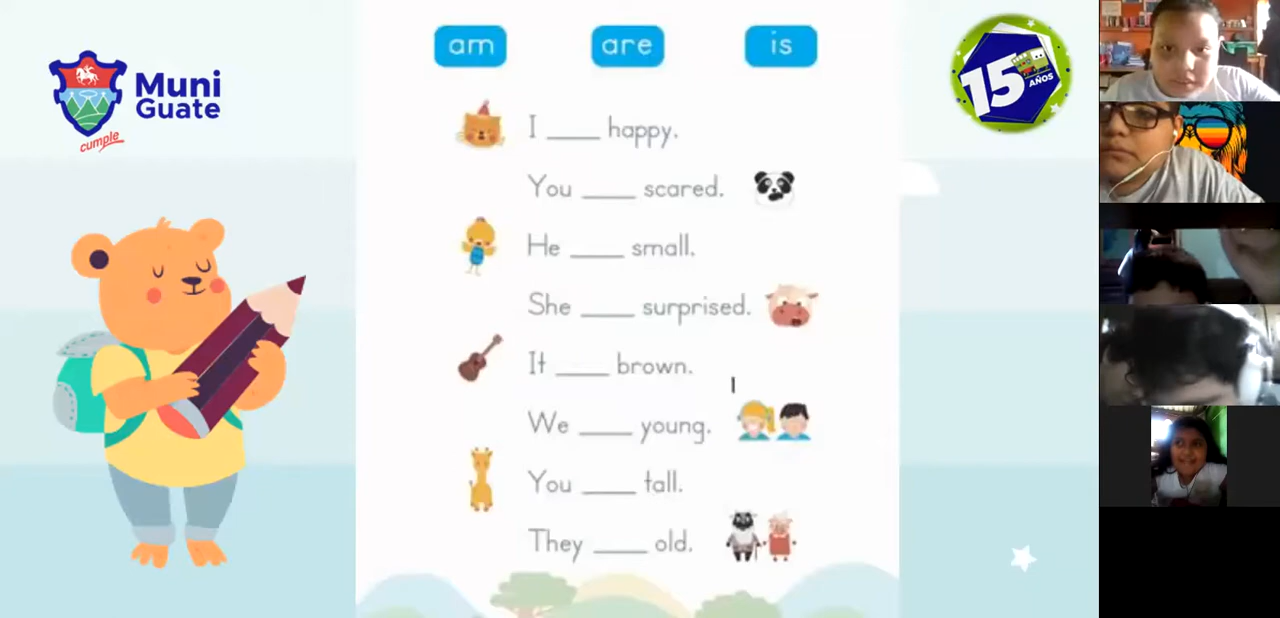 am are is
Muni
Guate
cumple
15
AÑOS
I ____ happy.
You ____ scared.
He ____ small.
She ____ surprised.
It ____ brown.
We ____ young.
You ____ tall.
They ____ old.